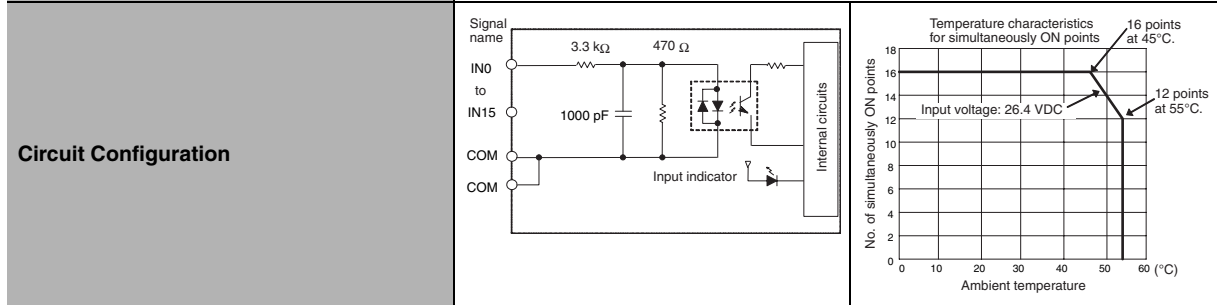 Circuit Configuration
Signal
name
IN0
to
IN15
COM
COM
3.3 kΩ
470 Ω
1000 pF
Input indicator
Internal circuits
Temperature characteristics
for simultaneously ON points
16 points
at 45°C.
12 points
at 55°C.
Input voltage: 26.4 VDC
No. of simultaneously ON points
18
16
14
12
10
8
6
4
2
0
0 10 20 30 40 50 60 (°C)
Ambient temperature